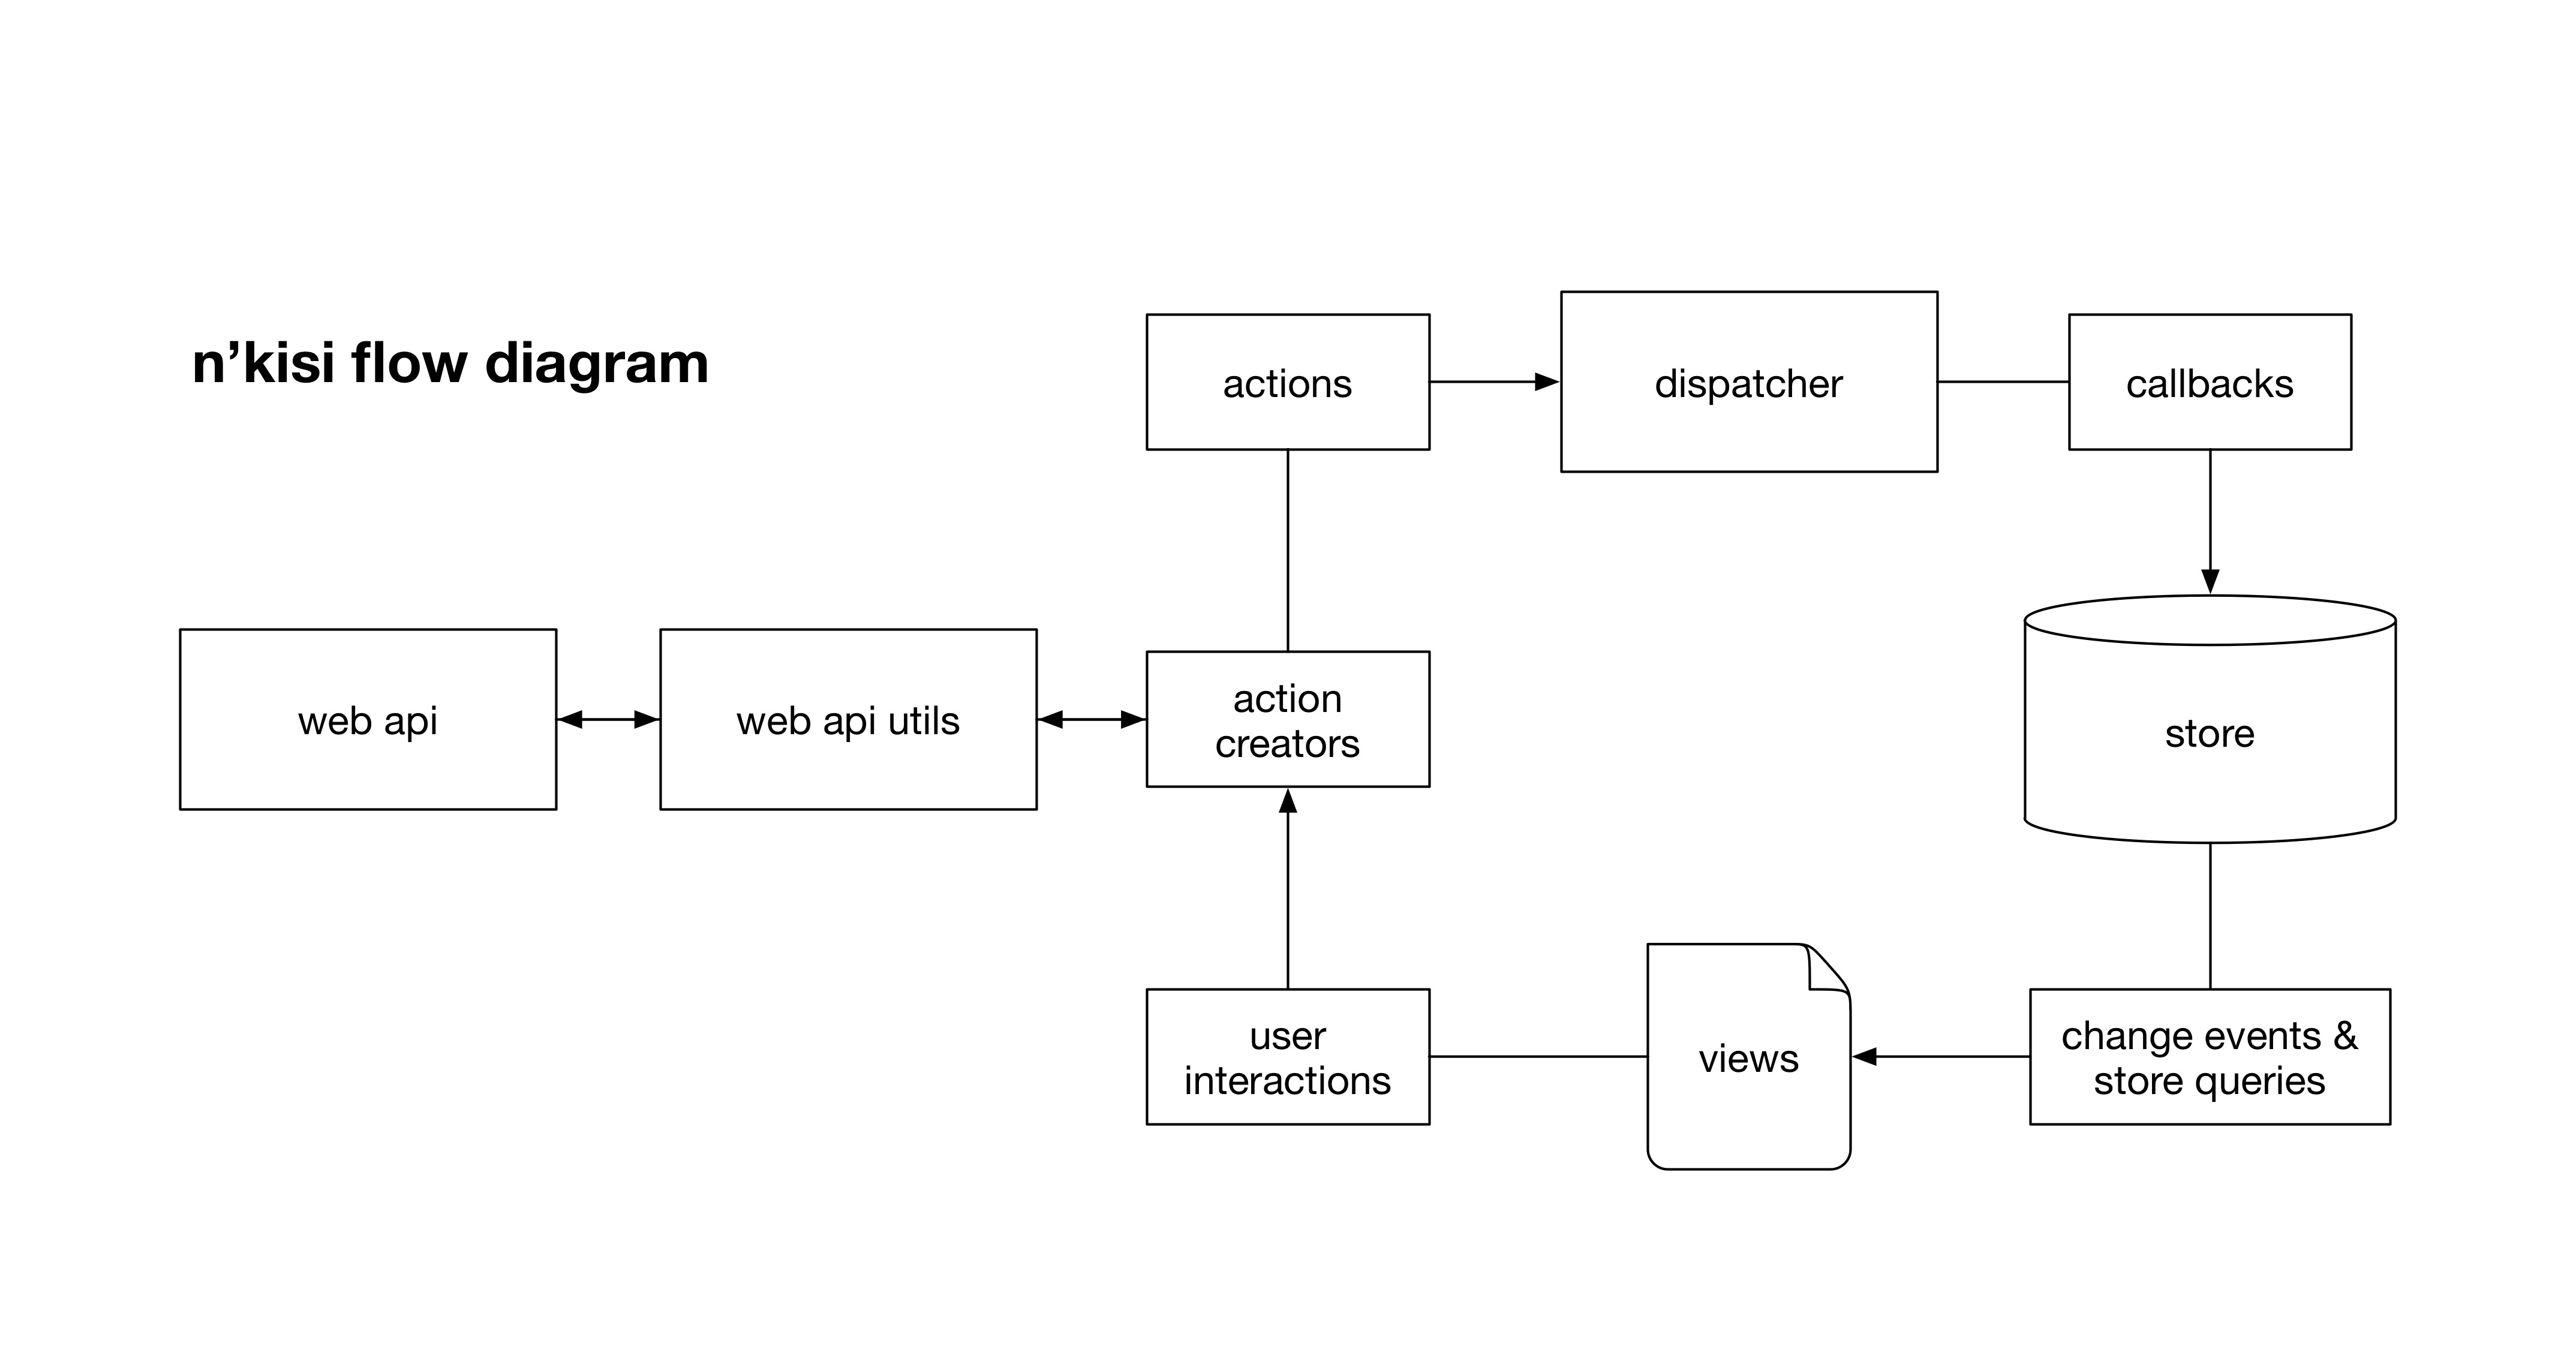 n’kisi flow diagram
actions
dispatcher
callbacks
web api
web api utils
action
creators
store
user
interactions
views
change events &
store queries